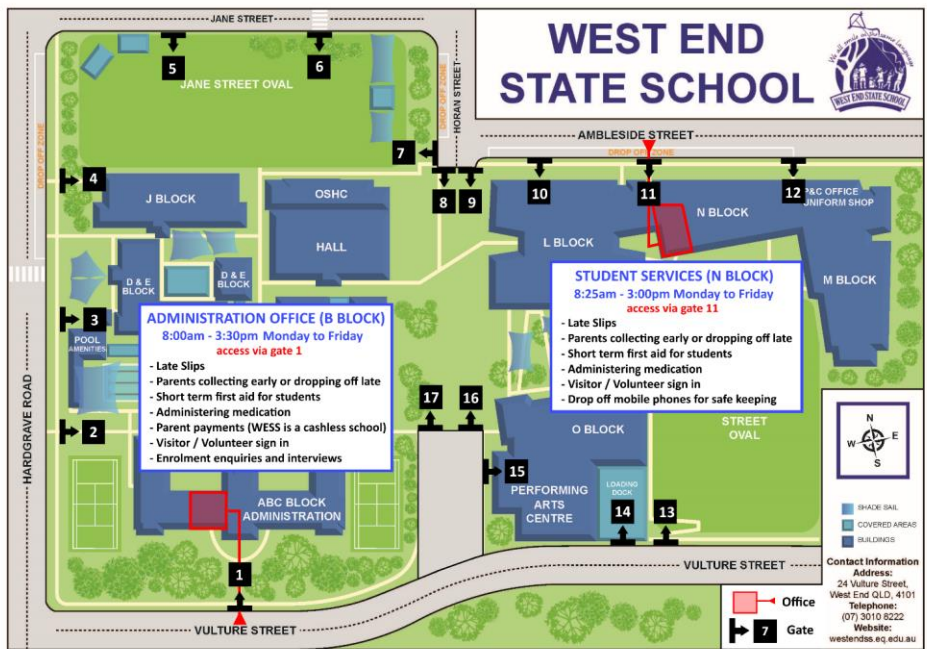 JANE STREET
WEST END
STATE SCHOOL
We all smile in the same language
WEST END STATE SCHOOL
5
6
JANE STREET OVAL
DROP OFF ZONE
DROP OFF ZONE
HORAN STREET
AMBLESIDE STREET
DROP OFF ZONE
7
4
8
9
10
11
12
J BLOCK
OSHC
HALL
L BLOCK
N BLOCK
P&C OFFICE
UNIFORM SHOP
M BLOCK
D & E
BLOCK
D & E
BLOCK
3
POOL
AMENITIES
ADMINISTRATION OFFICE (B BLOCK)
8:00am - 3:30pm Monday to Friday
access via gate 1
- Late Slips
- Parents collecting early or dropping off late
- Short term first aid for students
- Administering medication
- Parent payments (WESS is a cashless school)
- Visitor / Volunteer sign in
- Enrolment enquiries and interviews
STUDENT SERVICES (N BLOCK)
8:25am - 3:00pm Monday to Friday
access via gate 11
- Late Slips
- Parents collecting early or dropping off late
- Short term first aid for students
- Administering medication
- Visitor / Volunteer sign in
- Drop off mobile phones for safe keeping
HARDGRAVE ROAD
2
17
16
15
O BLOCK
STREET
OVAL
PERFORMING
ARTS
CENTRE
LOADING
DOCK
14
13
ABC BLOCK
ADMINISTRATION
1
VULTURE STREET
VULTURE STREET
N
W
E
S
SHADE SAIL
COVERED AREAS
BUILDINGS
Contact Information
Address:
24 Vulture Street,
West End QLD, 4101
Telephone:
(07) 3010 8222
Website:
westendss.eq.edu.au
Office
7 Gate